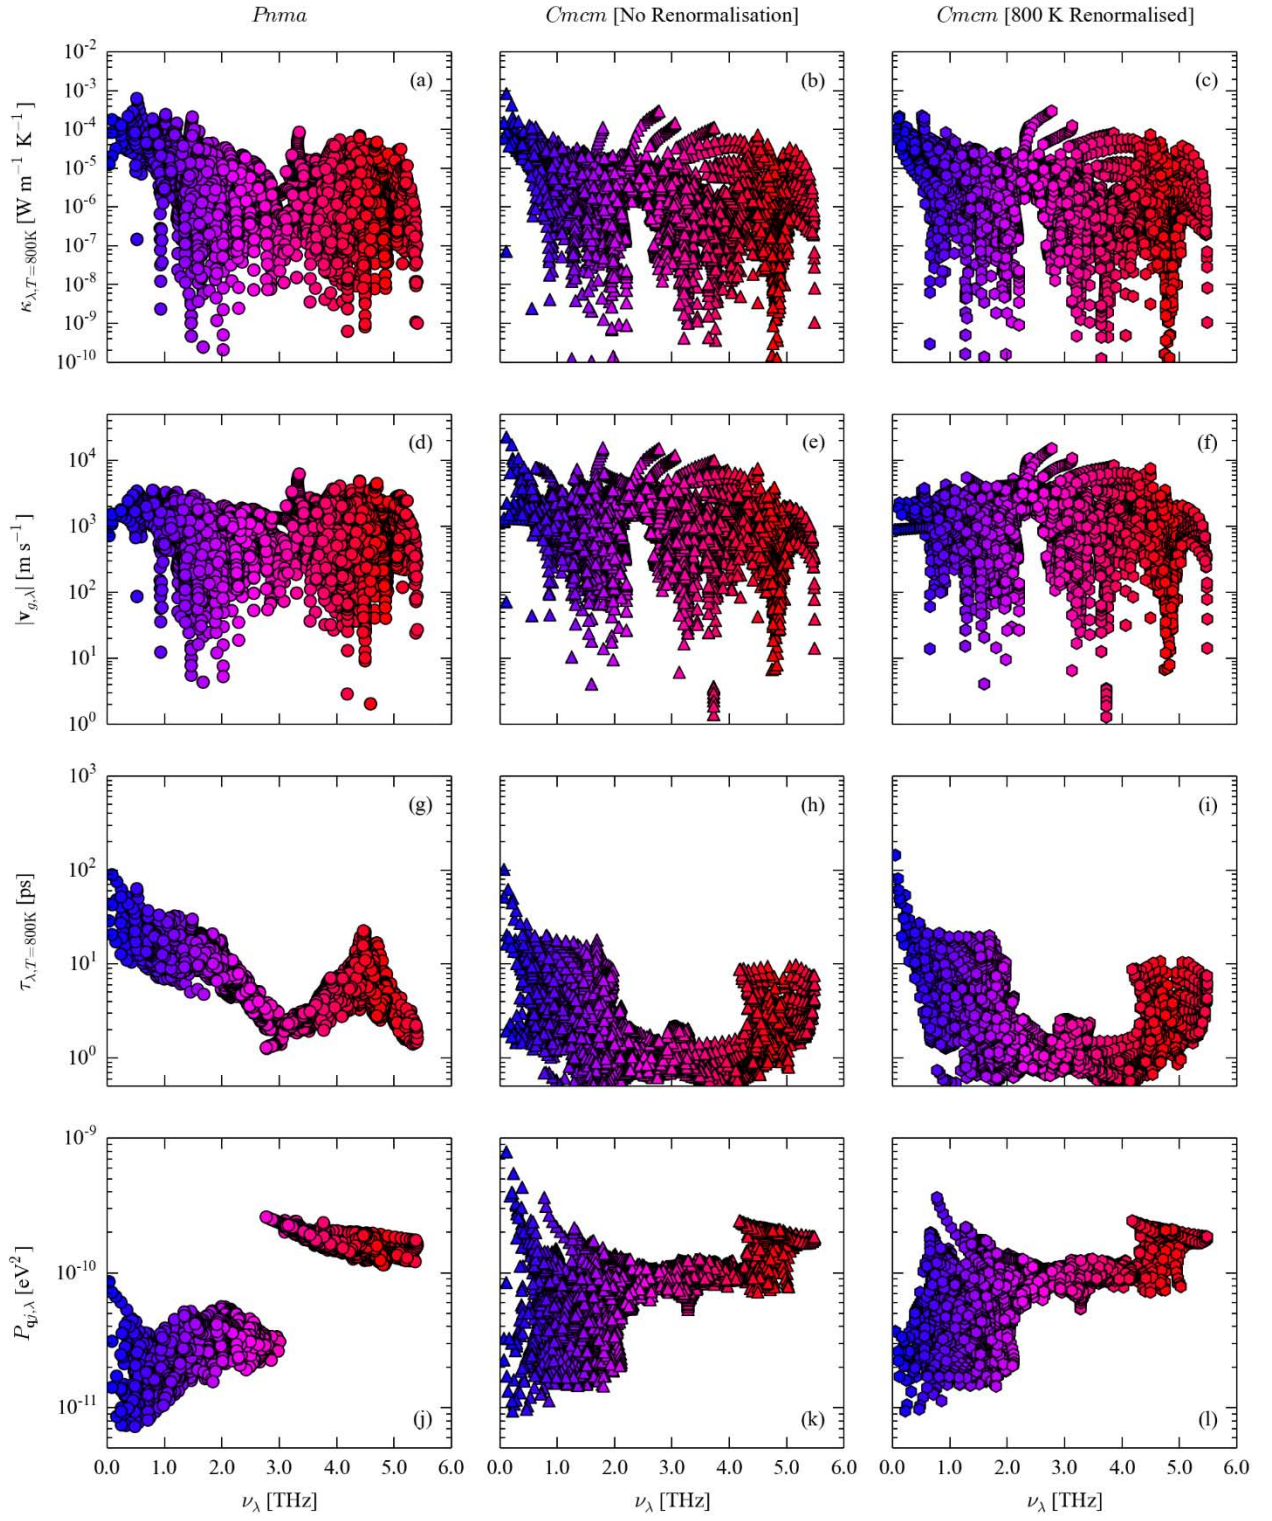 Pnma Cmcm [No Renormalisation] Cmcm [800 K Renormalised]
κλ,T=800K [W m⁻¹ K⁻¹]
10⁻² 10⁻³ 10⁻⁴ 10⁻⁵ 10⁻⁶ 10⁻⁷ 10⁻⁸ 10⁻⁹ 10⁻¹⁰
(a) (b) (c)
|v_g,λ| [m s⁻¹]
10⁴ 10³ 10² 10¹ 10⁰
(d) (e) (f)
τλ,T=800K [ps]
10³ 10² 10¹ 10⁰
(g) (h) (i)
P_qj,λ [eV²]
10⁻⁹ 10⁻¹⁰ 10⁻¹¹
(j) (k) (l)
0.0 1.0 2.0 3.0 4.0 5.0 6.0 0.0 1.0 2.0 3.0 4.0 5.0 6.0 0.0 1.0 2.0 3.0 4.0 5.0 6.0
νλ [THz] νλ [THz] νλ [THz]